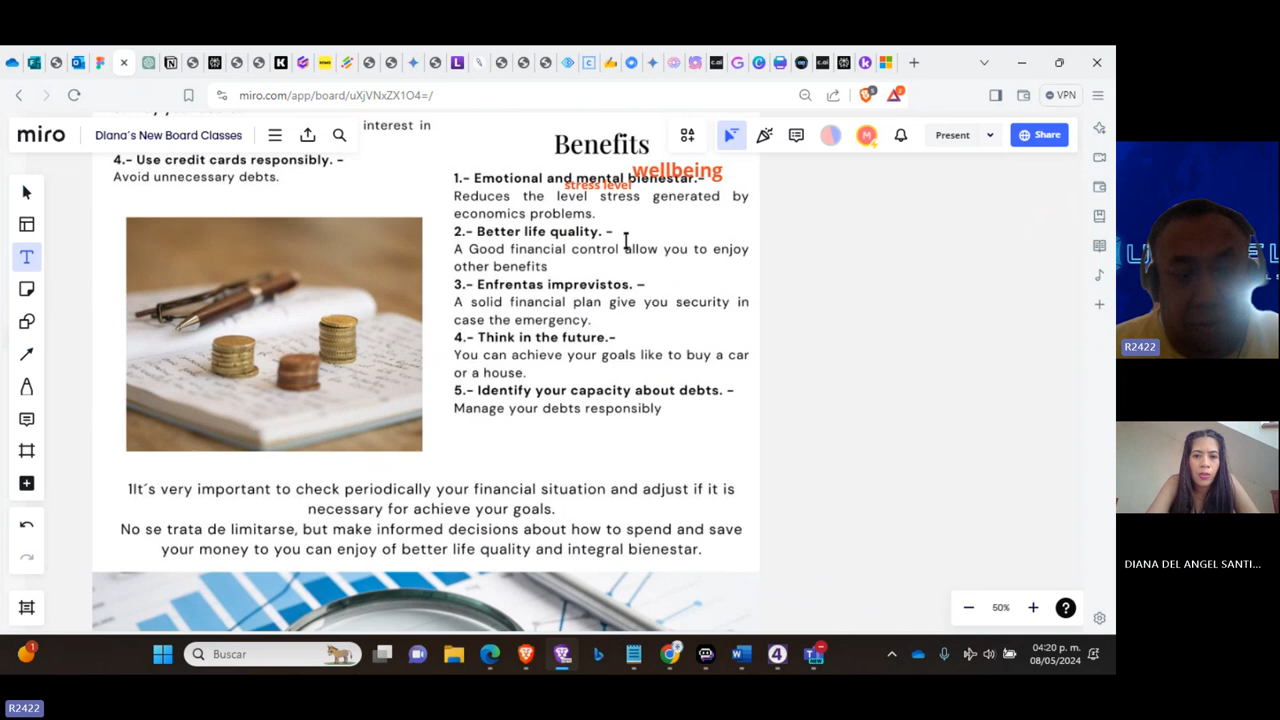 miro.com/app/board/uXjVNxZX1O4=/
VPN
miro
DIana's New Board Classes
interest in
Present
Share
4.- Use credit cards responsibly. -
Avoid unnecessary debts.
Benefits
wellbeing
1.- Emotional and mental bienestar.-
stress level
Reduces the level stress generated by
economics problems.
2.- Better life quality. -
A Good financial control allow you to enjoy
other benefits
3.- Enfrentas imprevistos. –
A solid financial plan give you security in
case the emergency.
4.- Think in the future.-
You can achieve your goals like to buy a car
or a house.
5.- Identify your capacity about debts. -
Manage your debts responsibly
1It´s very important to check periodically your financial situation and adjust if it is
necessary for achieve your goals.
No se trata de limitarse, but make informed decisions about how to spend and save
your money to you can enjoy of better life quality and integral bienestar.
50%
R2422
DIANA DEL ANGEL SANTI...
Buscar
04:20 p. m.
08/05/2024
R2422